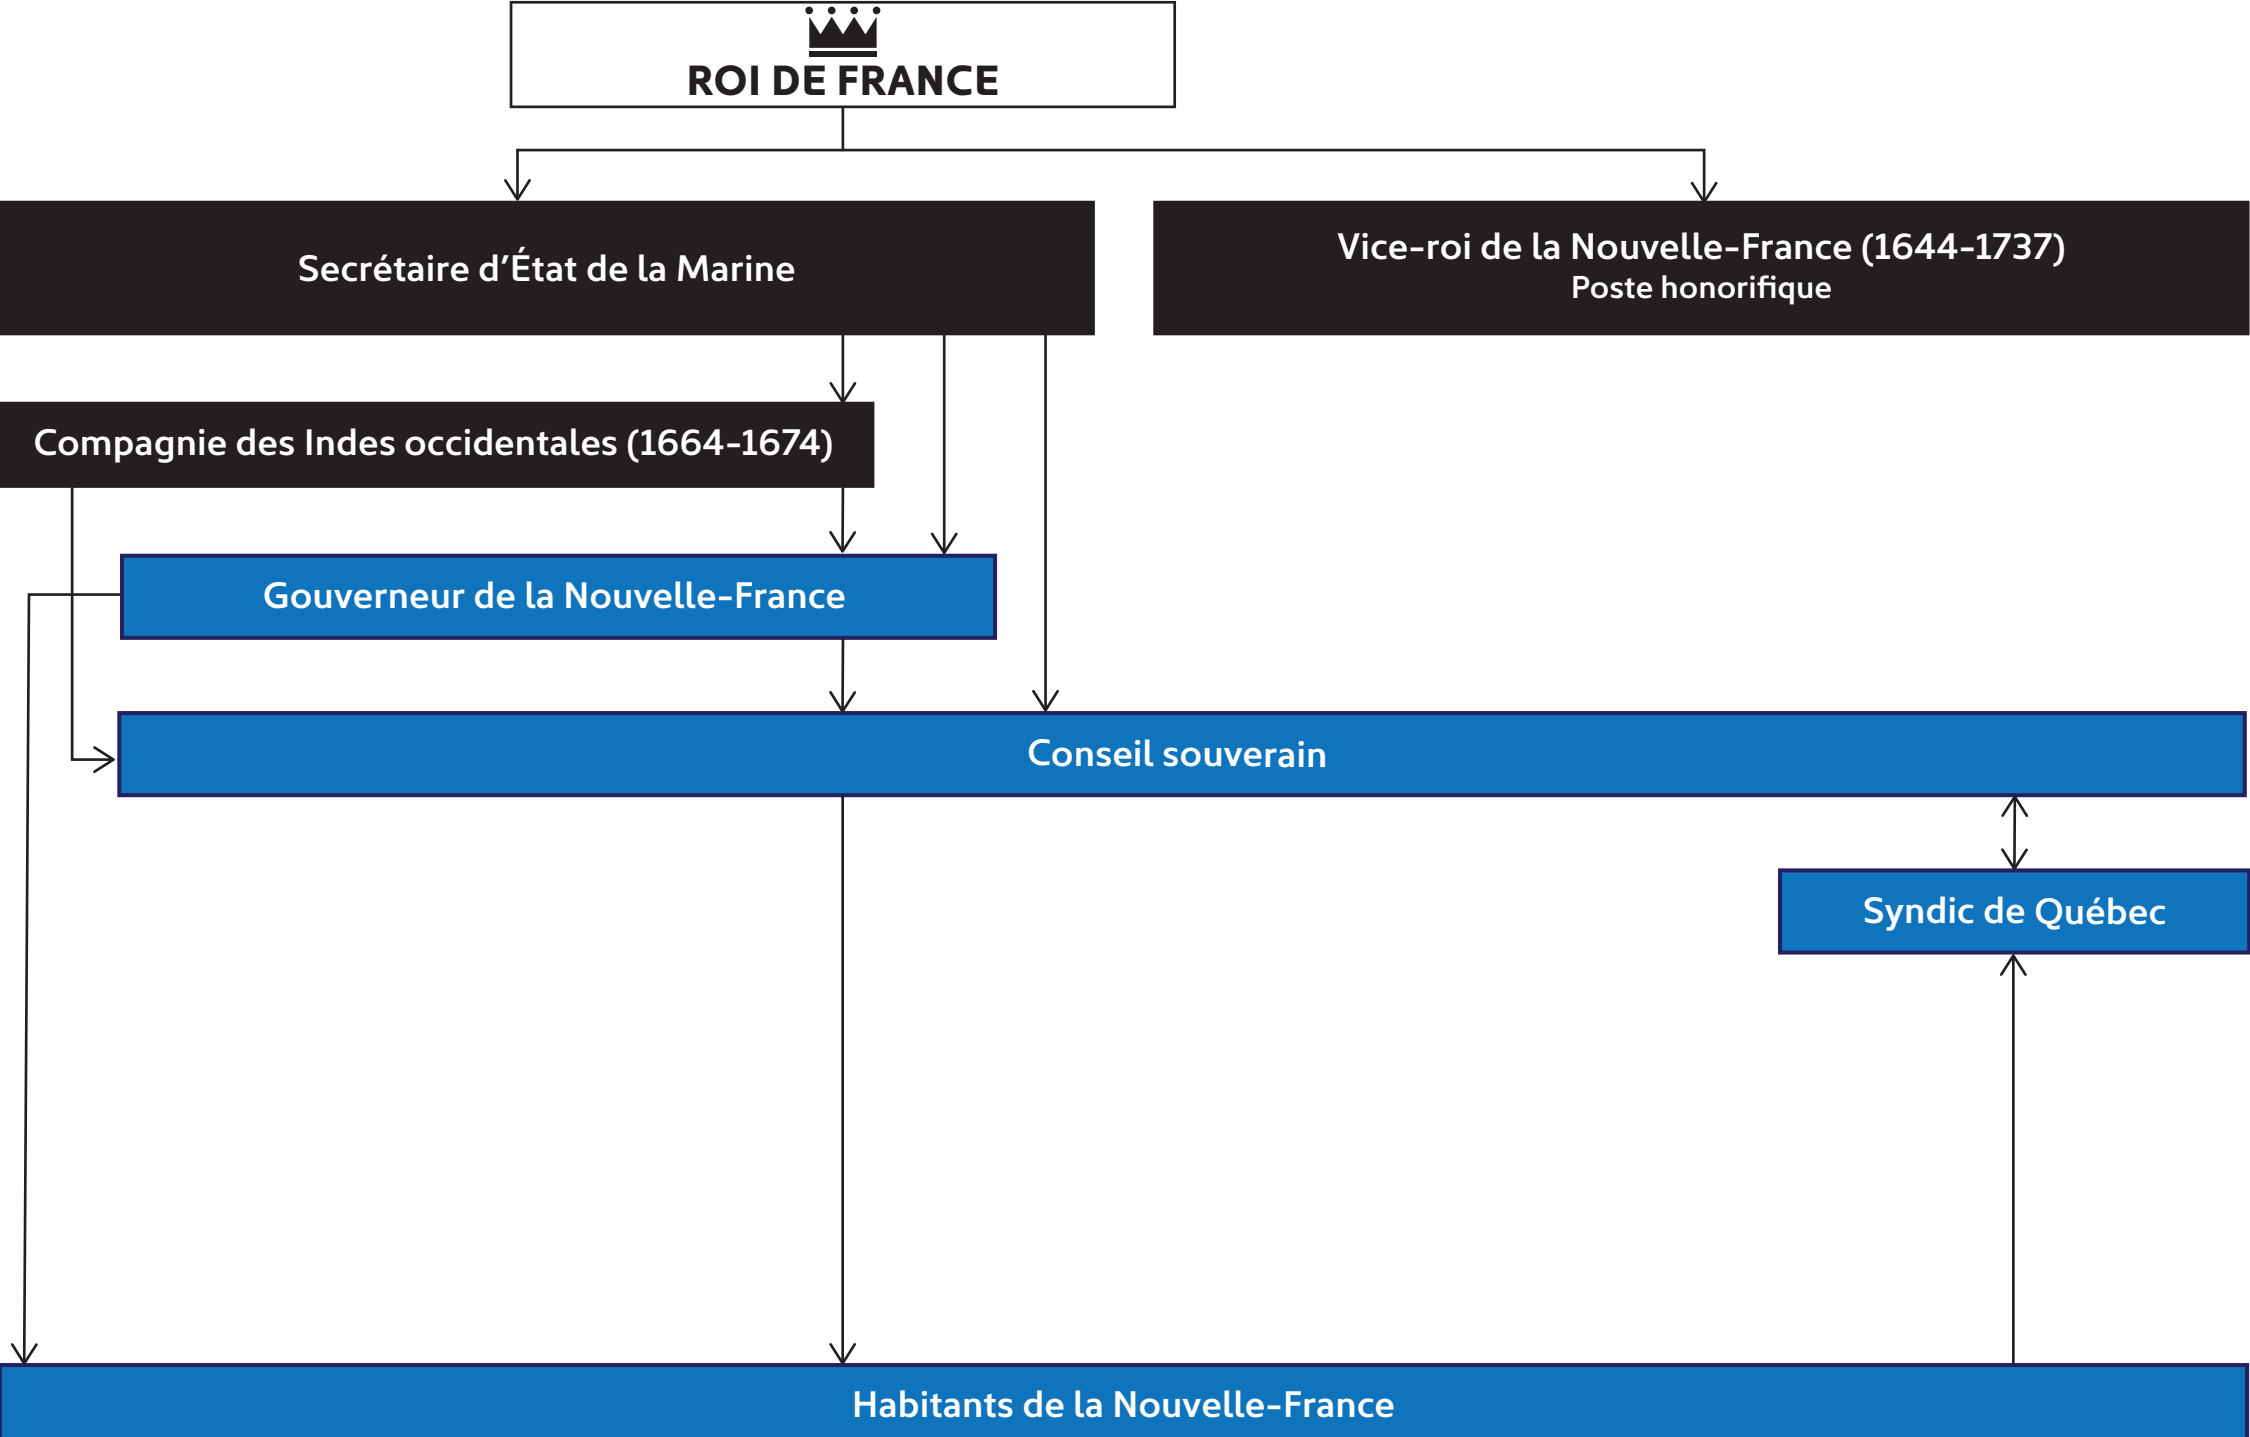 ROI DE FRANCE
Secrétaire d’État de la Marine
Vice-roi de la Nouvelle-France (1644-1737)
Poste honorifique
Compagnie des Indes occidentales (1664-1674)
Gouverneur de la Nouvelle-France
Conseil souverain
Syndic de Québec
Habitants de la Nouvelle-France